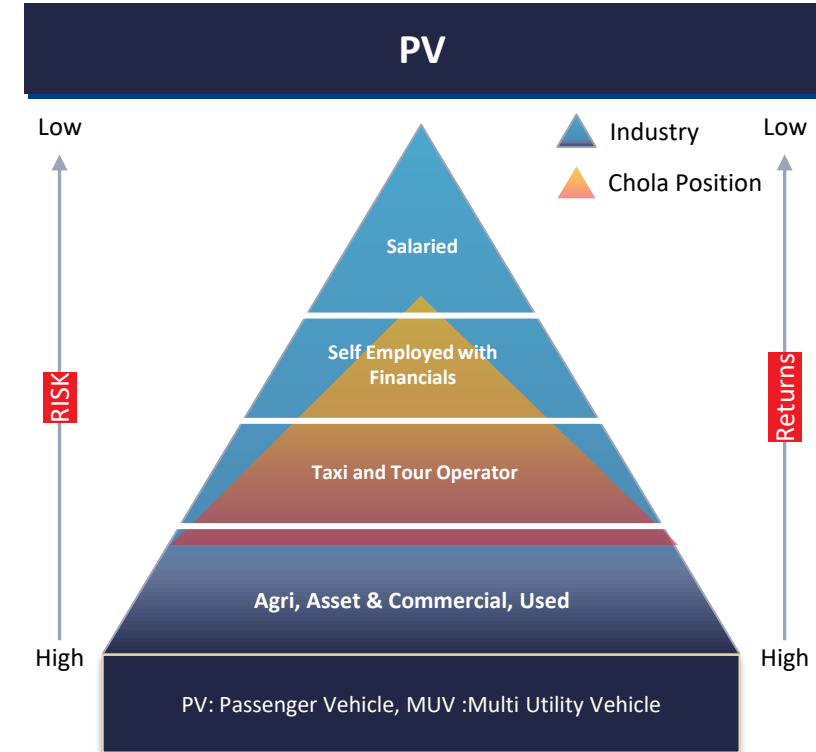 PV
Low
Industry
Low
Chola Position
Salaried
Self Employed with
Financials
RISK
Returns
Taxi and Tour Operator
Agri, Asset & Commercial, Used
High
High
PV: Passenger Vehicle, MUV :Multi Utility Vehicle